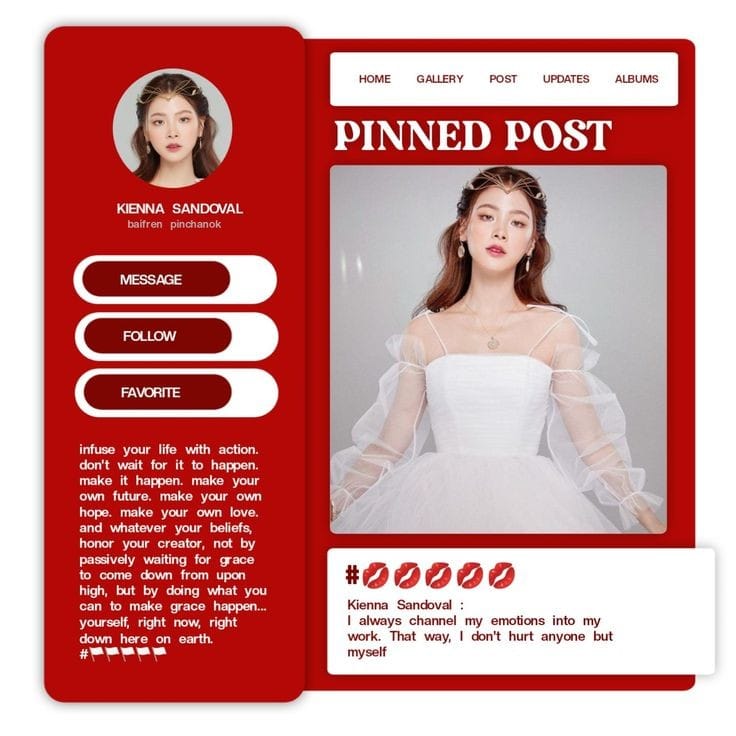 HOME GALLERY POST UPDATES ALBUMS
PINNED POST
KIENNA SANDOVAL
baifren pinchanok
MESSAGE
FOLLOW
FAVORITE
infuse your life with action.
don't wait for it to happen.
make it happen. make your
own future. make your own
hope. make your own love.
and whatever your beliefs,
honor your creator, not by
passively waiting for grace
to come down from upon
high, but by doing what you
can to make grace happen...
yourself, right now, right
down here on earth.
#🏳🏳🏳🏳🏳
#💋💋💋💋💋
Kienna Sandoval :
I always channel my emotions into my
work. That way, I don't hurt anyone but
myself